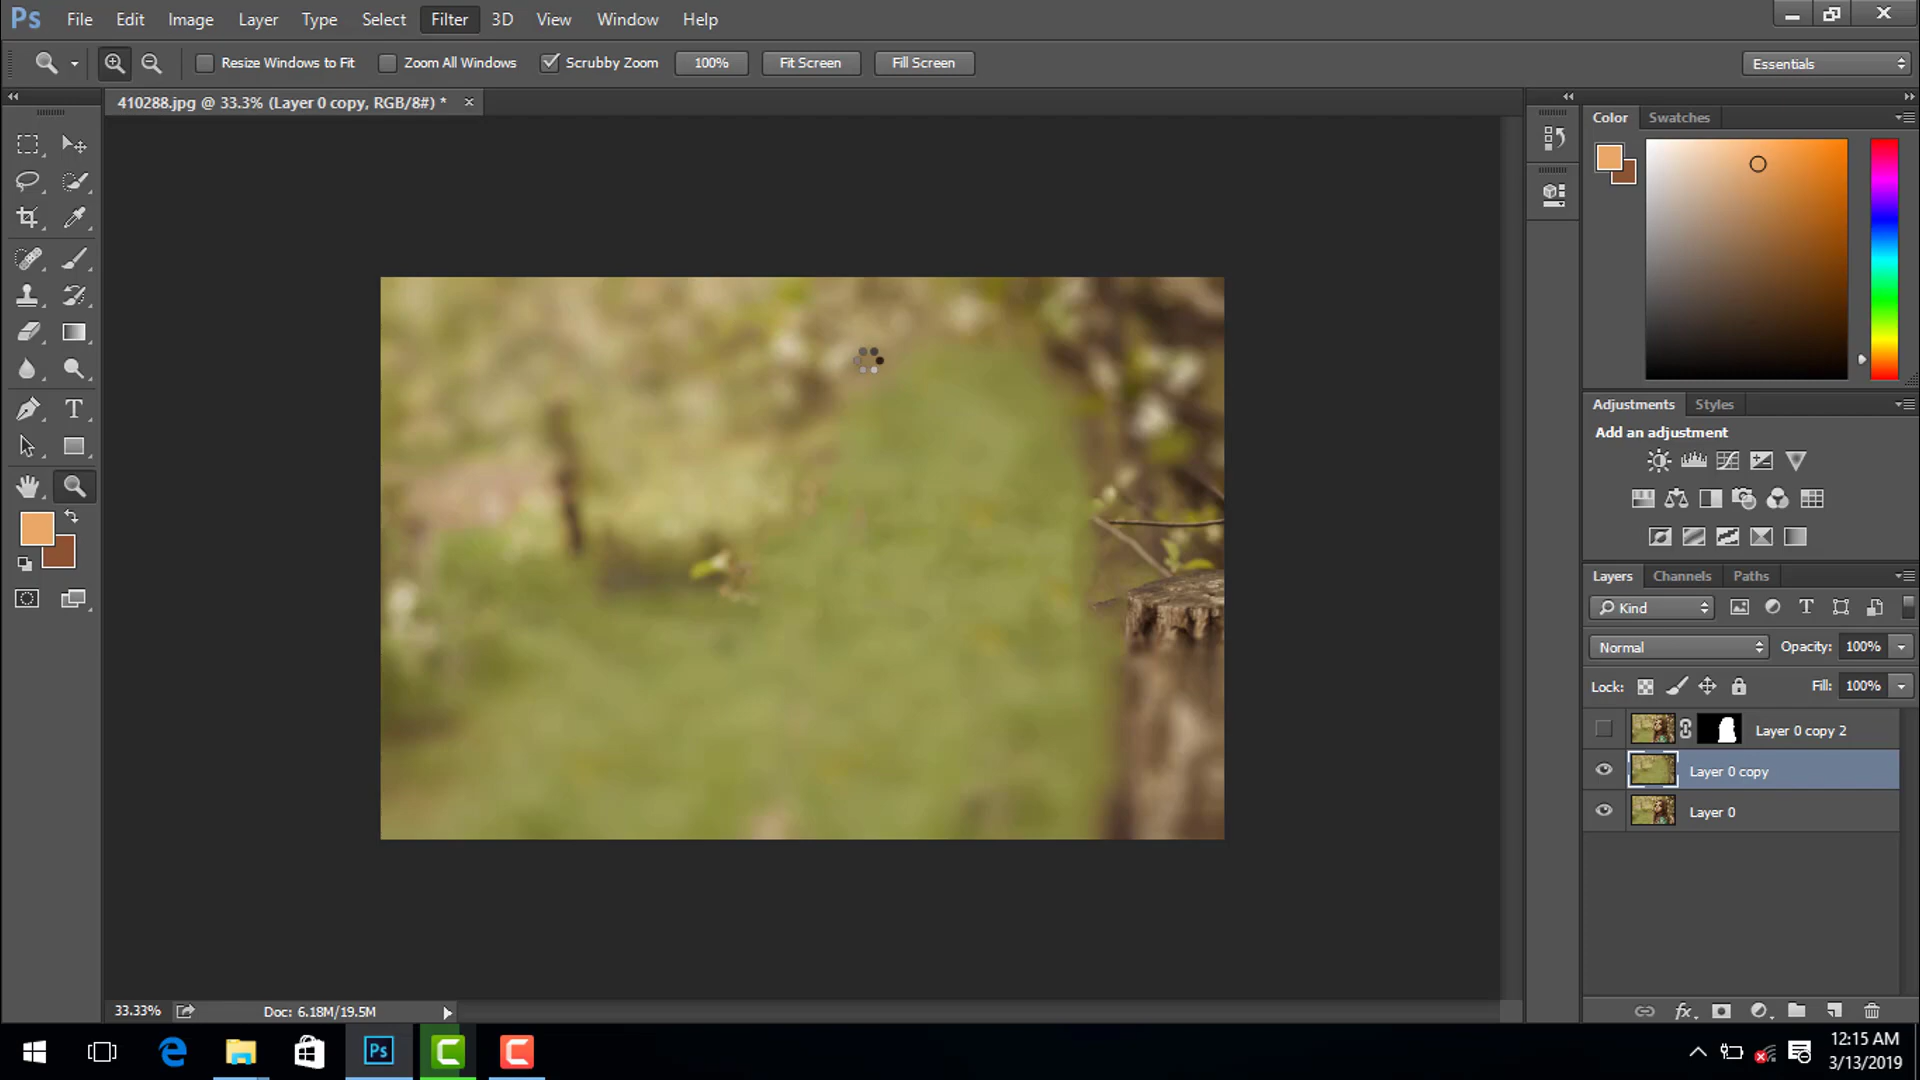 Ps File Edit Image Layer Type Select Filter 3D View Window Help
Resize Windows to Fit Zoom All Windows Scrubby Zoom 100% Fit Screen Fill Screen Essentials
410288.jpg @ 33.3% (Layer 0 copy, RGB/8#) * ×
Color Swatches
Adjustments Styles
Add an adjustment
Layers Channels Paths
Kind
Normal Opacity: 100%
Lock: Fill: 100%
Layer 0 copy 2
Layer 0 copy
Layer 0
33.33% Doc: 6.18M/19.5M
12:15 AM
3/13/2019